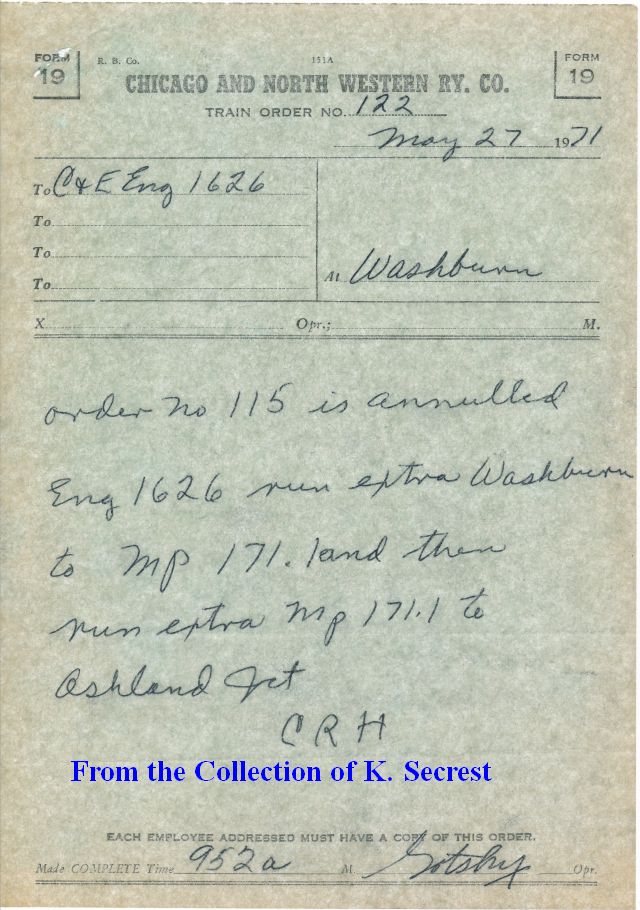 FORM 19
R. B. Co.
151A
FORM 19
CHICAGO AND NORTH WESTERN RY. CO.
TRAIN ORDER NO. 122
May 27 1971
To C & E Eng 1626
To
To
To
At Washburn
X Opr.; M.
order no 115 is annulled
Eng 1626 run extra Washburn
to MP 171.1 and then
run extra Mp 171.1 to
Ashland Jct
C R H
From the Collection of K. Secrest
EACH EMPLOYEE ADDRESSED MUST HAVE A COPY OF THIS ORDER.
Made COMPLETE Time 952a M. Opr.